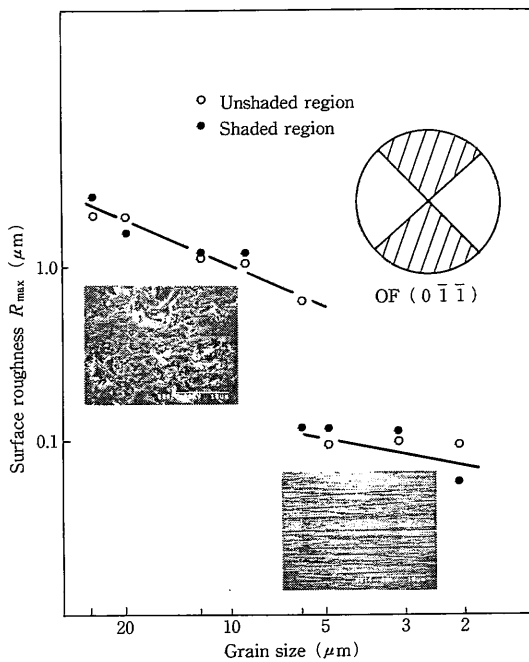 Unshaded region
Shaded region
OF (0 1̄ 1̄)
Surface roughness Rmax (μm)
1.0
0.1
20
10
5
3
2
Grain size (μm)